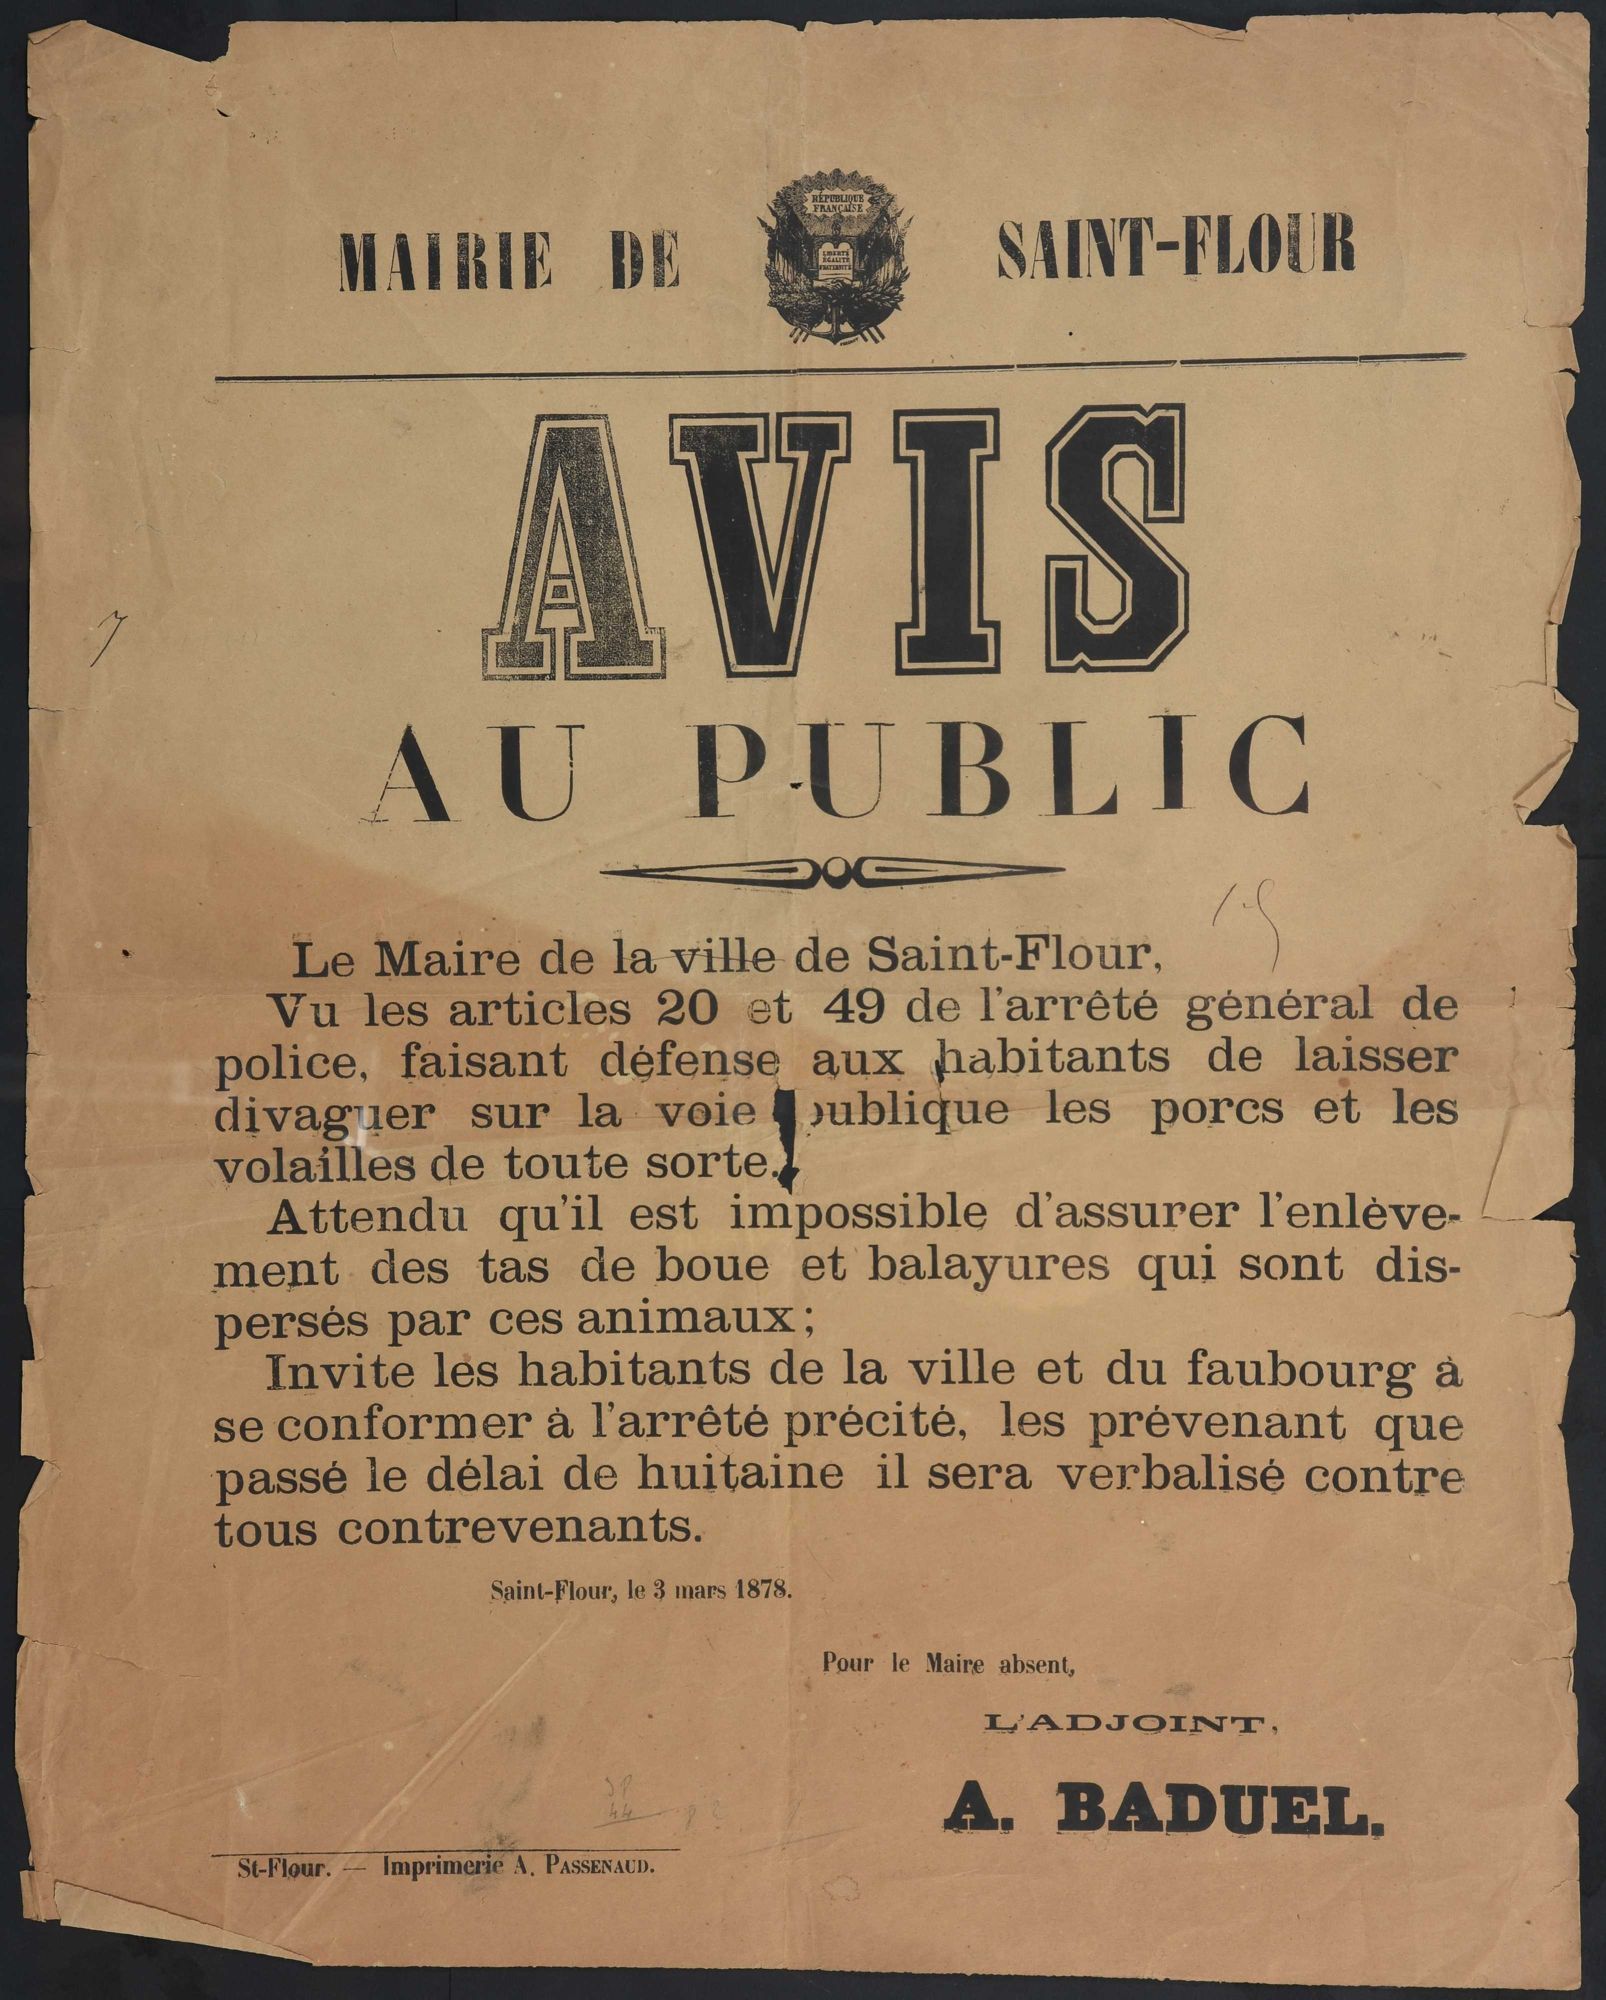 MAIRIE DE SAINT-FLOUR
RÉPUBLIQUE
FRANÇAISE
LIBERTÉ
ÉGALITÉ
FRATERNITÉ
AVIS
AU PUBLIC
Le Maire de la ville de Saint-Flour,
Vu les articles 20 et 49 de l'arrêté général de
police, faisant défense aux habitants de laisser
divaguer sur la voie publique les porcs et les
volailles de toute sorte.
Attendu qu'il est impossible d'assurer l'enlève-
ment des tas de boue et balayures qui sont dis-
persés par ces animaux;
Invite les habitants de la ville et du faubourg à
se conformer à l'arrêté précité, les prévenant que
passé le délai de huitaine il sera verbalisé contre
tous contrevenants.
Saint-Flour, le 3 mars 1878.
Pour le Maire absent,
L'ADJOINT,
A. BADUEL.
St-Flour. — Imprimerie A. PASSENAUD.